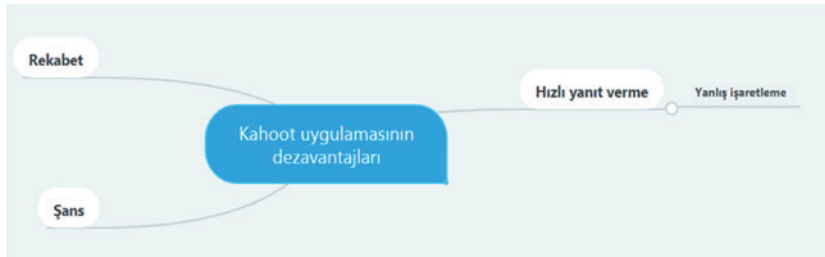 Rekabet
Hızlı yanıt verme
Yanlış işaretleme
Kahoot uygulamasının
dezavantajları
Şans